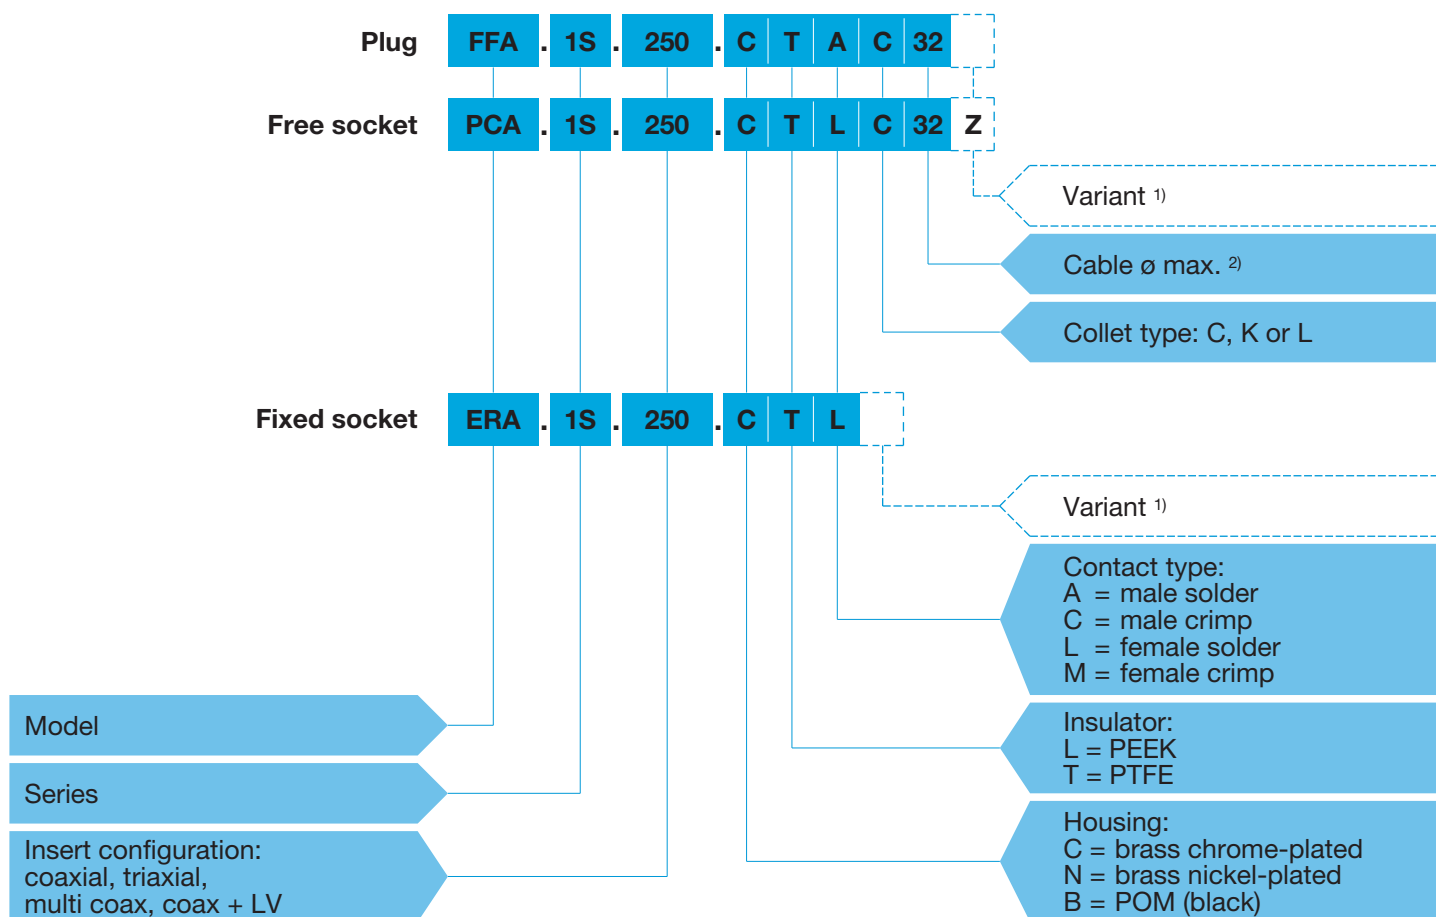 Plug FFA . 1S . 250 . C T A C 32
Free socket PCA . 1S . 250 . C T L C 32 Z
Variant 1)
Cable ø max. 2)
Collet type: C, K or L
Fixed socket ERA . 1S . 250 . C T L
Variant 1)
Contact type:
A = male solder
C = male crimp
L = female solder
M = female crimp
Model
Insulator:
L = PEEK
T = PTFE
Series
Insert configuration:
coaxial, triaxial,
multi coax, coax + LV
Housing:
C = brass chrome-plated
N = brass nickel-plated
B = POM (black)